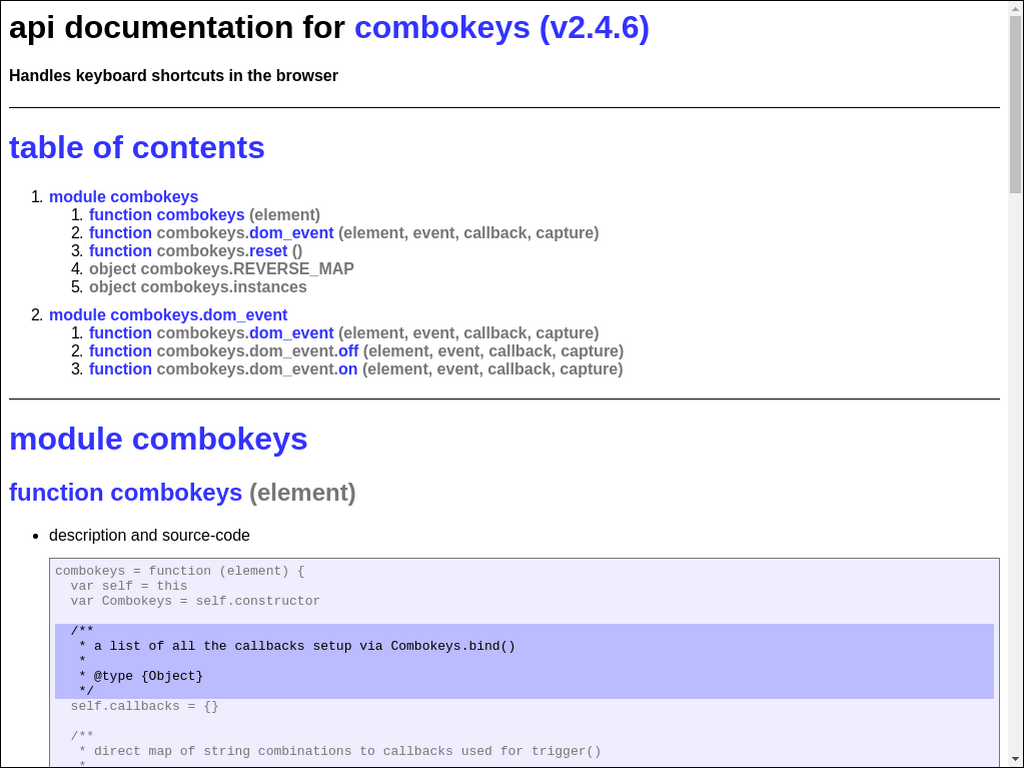 api documentation for combokeys (v2.4.6)
Handles keyboard shortcuts in the browser
table of contents
1. module combokeys
1. function combokeys (element)
2. function combokeys.dom_event (element, event, callback, capture)
3. function combokeys.reset ()
4. object combokeys.REVERSE_MAP
5. object combokeys.instances
2. module combokeys.dom_event
1. function combokeys.dom_event (element, event, callback, capture)
2. function combokeys.dom_event.off (element, event, callback, capture)
3. function combokeys.dom_event.on (element, event, callback, capture)
module combokeys
function combokeys (element)
• description and source-code
combokeys = function (element) {
  var self = this
  var Combokeys = self.constructor
  /**
   * a list of all the callbacks setup via Combokeys.bind()
   *
   * @type {Object}
   */
  self.callbacks = {}
  /**
   * direct map of string combinations to callbacks used for trigger()
   *